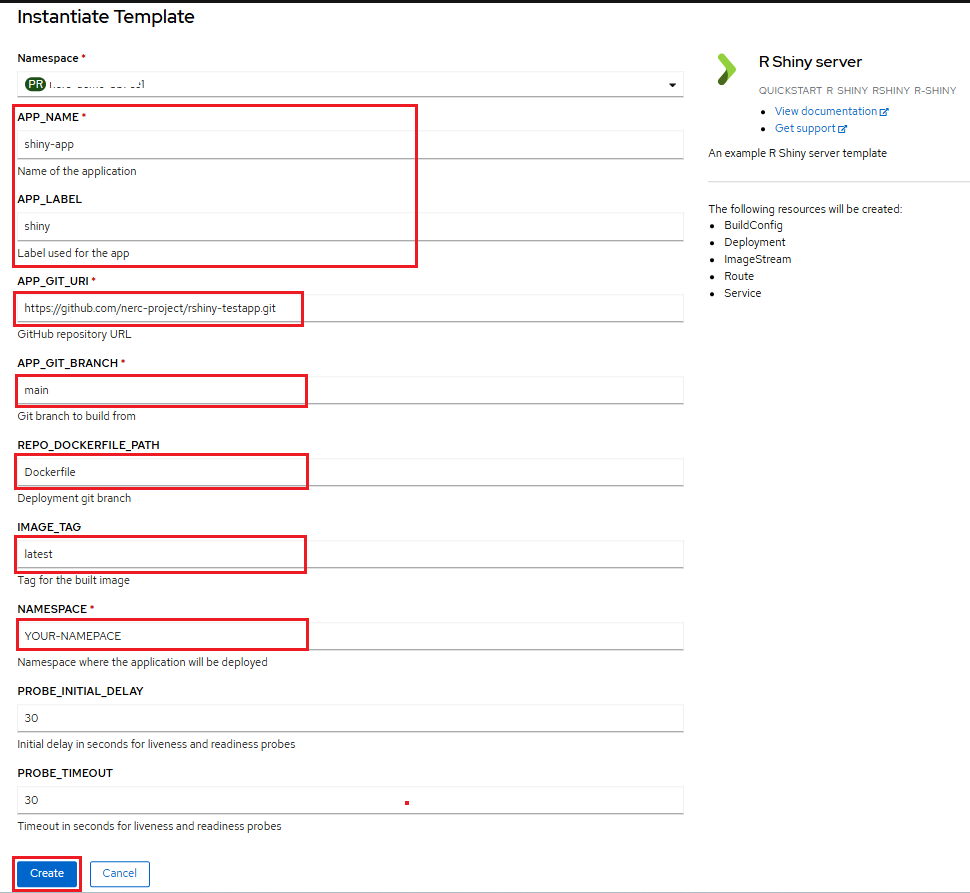 Instantiate Template
Namespace *
PR
APP_NAME *
shiny-app
Name of the application
APP_LABEL
shiny
Label used for the app
APP_GIT_URI *
https://github.com/nerc-project/rshiny-testapp.git
GitHub repository URL
APP_GIT_BRANCH *
main
Git branch to build from
REPO_DOCKERFILE_PATH
Dockerfile
Deployment git branch
IMAGE_TAG
latest
Tag for the built image
NAMESPACE *
YOUR-NAMEPACE
Namespace where the application will be deployed
PROBE_INITIAL_DELAY
30
Initial delay in seconds for liveness and readiness probes
PROBE_TIMEOUT
30
Timeout in seconds for liveness and readiness probes
Create Cancel
R Shiny server
QUICKSTART R SHINY RSHINY R-SHINY
View documentation
Get support
An example R Shiny server template
The following resources will be created:
BuildConfig
Deployment
ImageStream
Route
Service